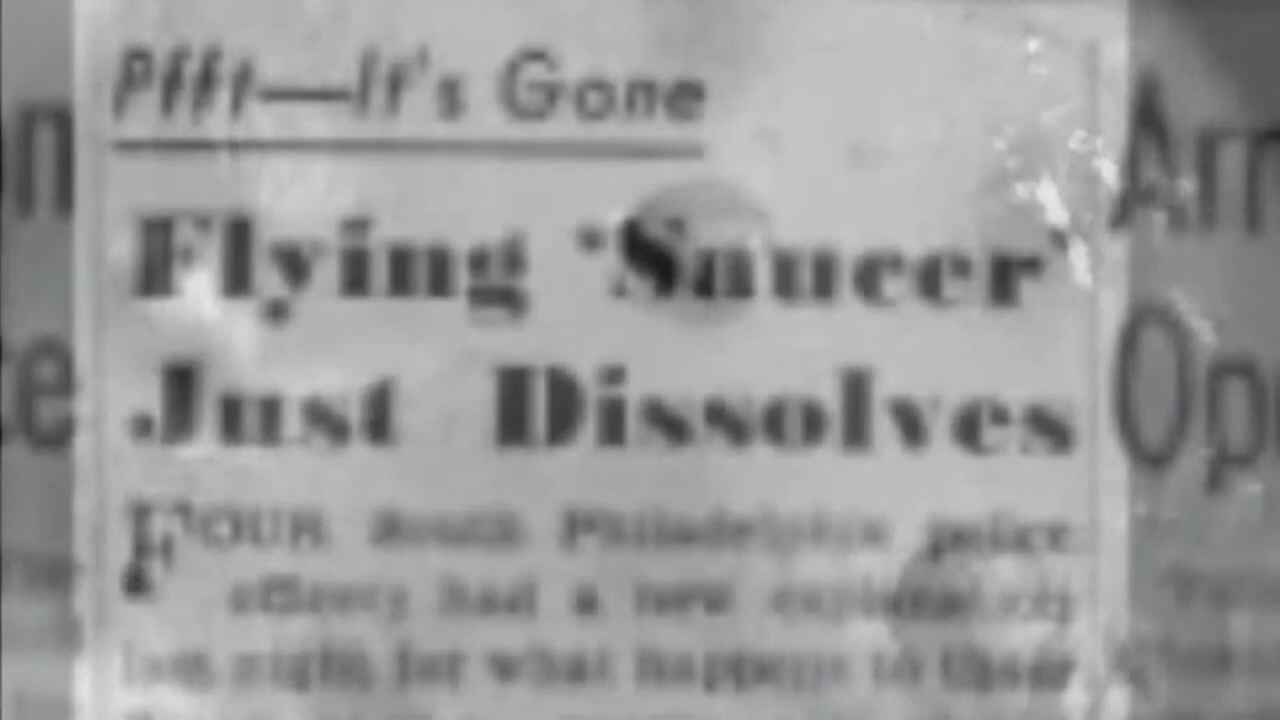 Pfft—It's Gone
Flying 'Saucer'
Just Dissolves
FOUR South Philadelphia police
officers had a new explanation
last night for what happens to those